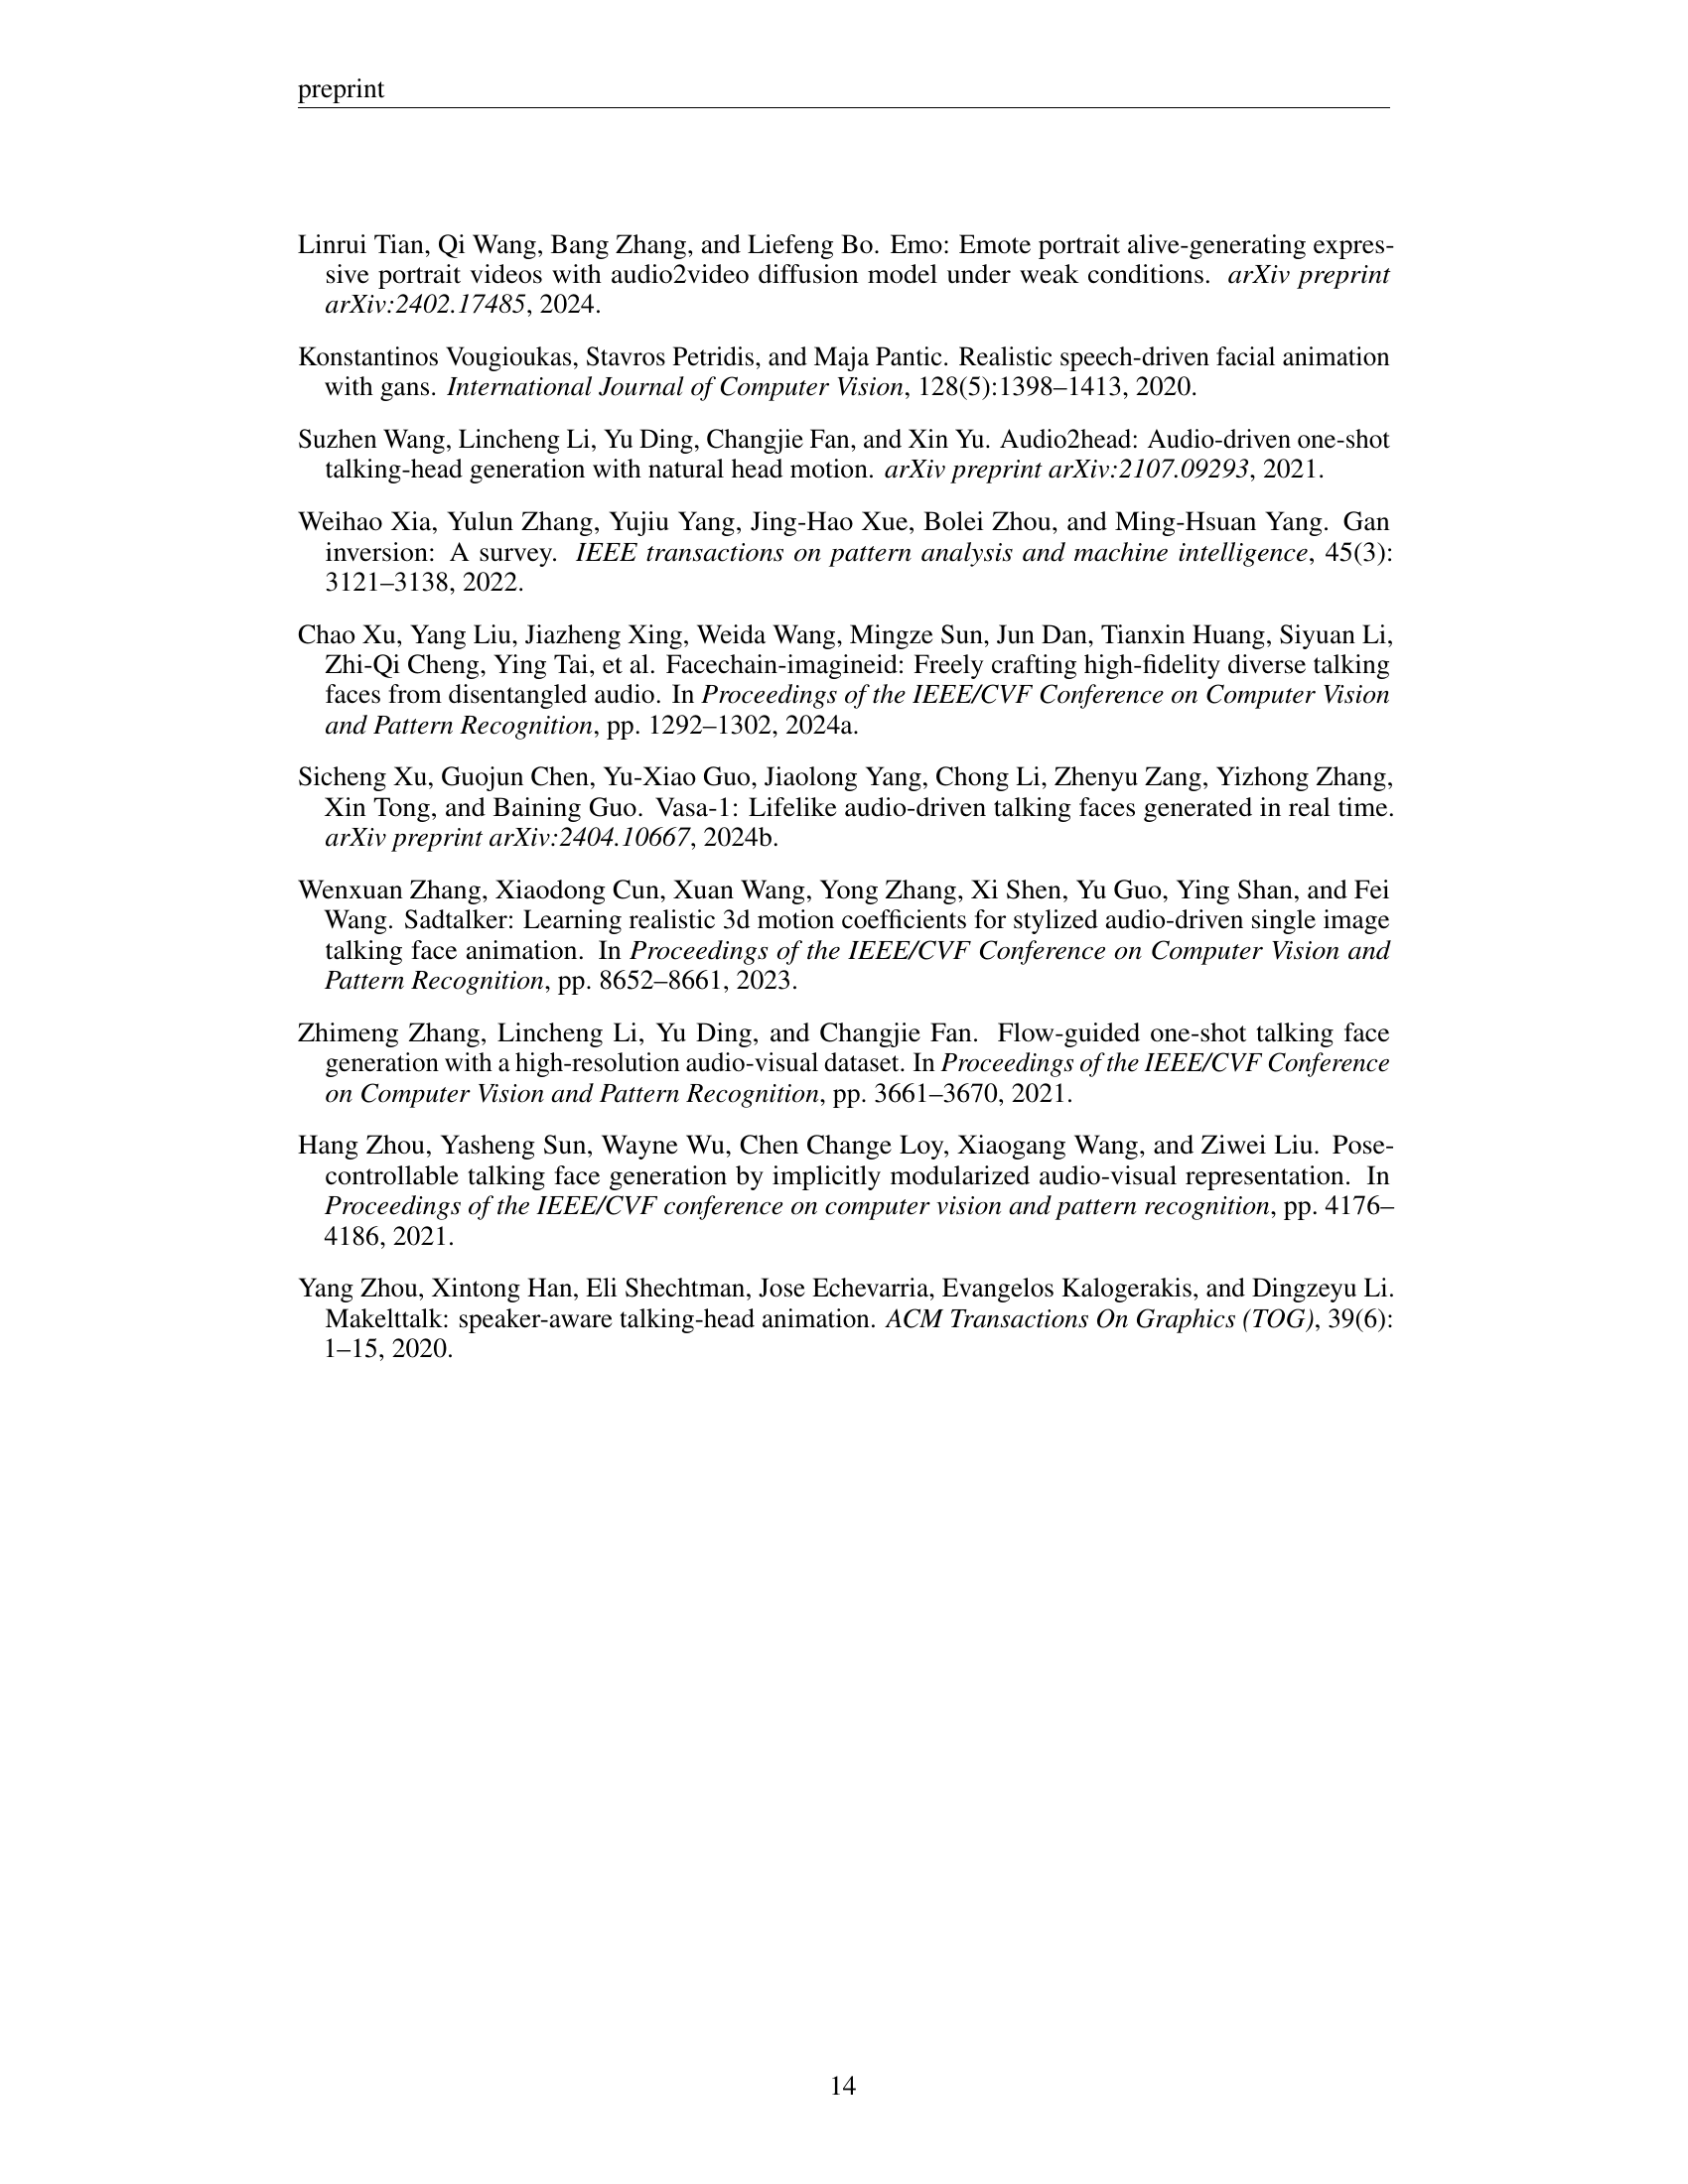 preprint
Linrui Tian, Qi Wang, Bang Zhang, and Liefeng Bo. Emo: Emote portrait alive-generating expres-
sive portrait videos with audio2video diffusion model under weak conditions. arXiv preprint
arXiv:2402.17485, 2024.
Konstantinos Vougioukas, Stavros Petridis, and Maja Pantic. Realistic speech-driven facial animation
with gans. International Journal of Computer Vision, 128(5):1398–1413, 2020.
Suzhen Wang, Lincheng Li, Yu Ding, Changjie Fan, and Xin Yu. Audio2head: Audio-driven one-shot
talking-head generation with natural head motion. arXiv preprint arXiv:2107.09293, 2021.
Weihao Xia, Yulun Zhang, Yujiu Yang, Jing-Hao Xue, Bolei Zhou, and Ming-Hsuan Yang. Gan
inversion: A survey. IEEE transactions on pattern analysis and machine intelligence, 45(3):
3121–3138, 2022.
Chao Xu, Yang Liu, Jiazheng Xing, Weida Wang, Mingze Sun, Jun Dan, Tianxin Huang, Siyuan Li,
Zhi-Qi Cheng, Ying Tai, et al. Facechain-imagineid: Freely crafting high-fidelity diverse talking
faces from disentangled audio. In Proceedings of the IEEE/CVF Conference on Computer Vision
and Pattern Recognition, pp. 1292–1302, 2024a.
Sicheng Xu, Guojun Chen, Yu-Xiao Guo, Jiaolong Yang, Chong Li, Zhenyu Zang, Yizhong Zhang,
Xin Tong, and Baining Guo. Vasa-1: Lifelike audio-driven talking faces generated in real time.
arXiv preprint arXiv:2404.10667, 2024b.
Wenxuan Zhang, Xiaodong Cun, Xuan Wang, Yong Zhang, Xi Shen, Yu Guo, Ying Shan, and Fei
Wang. Sadtalker: Learning realistic 3d motion coefficients for stylized audio-driven single image
talking face animation. In Proceedings of the IEEE/CVF Conference on Computer Vision and
Pattern Recognition, pp. 8652–8661, 2023.
Zhimeng Zhang, Lincheng Li, Yu Ding, and Changjie Fan. Flow-guided one-shot talking face
generation with a high-resolution audio-visual dataset. In Proceedings of the IEEE/CVF Conference
on Computer Vision and Pattern Recognition, pp. 3661–3670, 2021.
Hang Zhou, Yasheng Sun, Wayne Wu, Chen Change Loy, Xiaogang Wang, and Ziwei Liu. Pose-
controllable talking face generation by implicitly modularized audio-visual representation. In
Proceedings of the IEEE/CVF conference on computer vision and pattern recognition, pp. 4176–
4186, 2021.
Yang Zhou, Xintong Han, Eli Shechtman, Jose Echevarria, Evangelos Kalogerakis, and Dingzeyu Li.
Makelttalk: speaker-aware talking-head animation. ACM Transactions On Graphics (TOG), 39(6):
1–15, 2020.
14